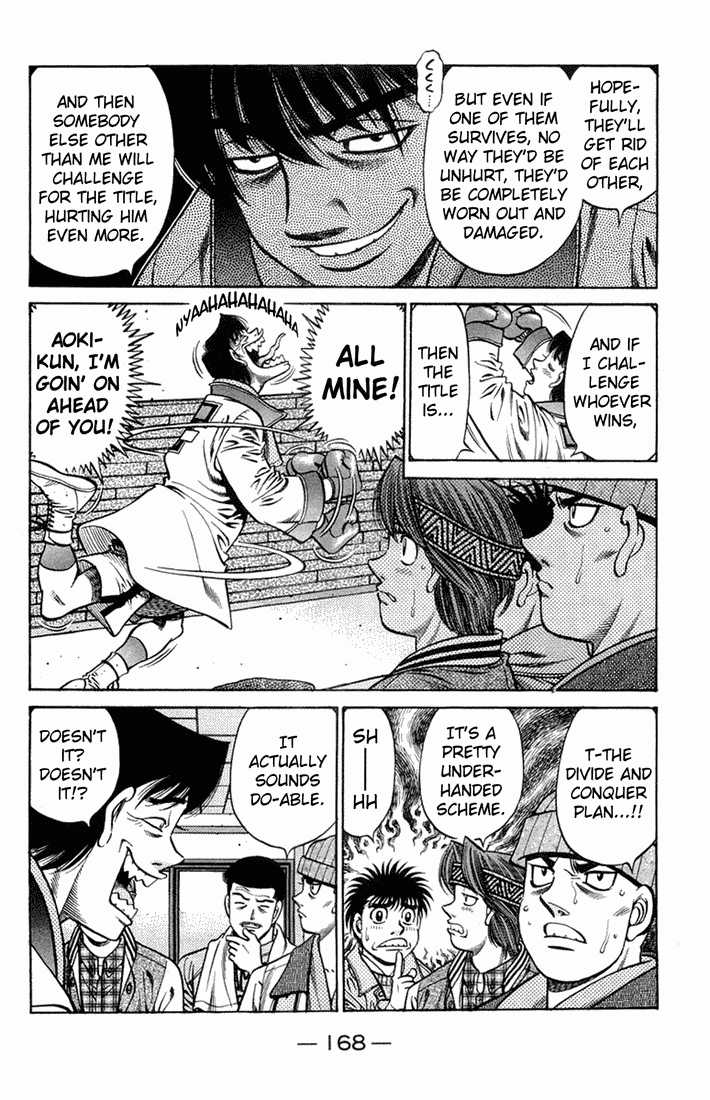 HOPE-
FULLY,
THEY'LL
GET RID
OF EACH
OTHER,
BUT EVEN IF
ONE OF THEM
SURVIVES, NO
WAY THEY'D BE
UNHURT, THEY'D
BE COMPLETELY
WORN OUT AND
DAMAGED.
くくく…
AND THEN
SOMEBODY
ELSE OTHER
THAN ME WILL
CHALLENGE
FOR THE TITLE,
HURTING HIM
EVEN MORE.
AND IF
I CHAL-
LENGE
WHOEVER
WINS,
THEN
THE
TITLE
IS...
ALL
MINE!
NYAAHAHAHAHAHA
AOKI-
KUN, I'M
GOIN' ON
AHEAD
OF YOU!
T-THE
DIVIDE AND
CONQUER
PLAN...!!
IT'S A
PRETTY
UNDER-
HANDED
SCHEME.
SH
—
HH
IT
ACTUALLY
SOUNDS
DO-ABLE.
DOESN'T
IT?
DOESN'T
IT!?
— 168 —